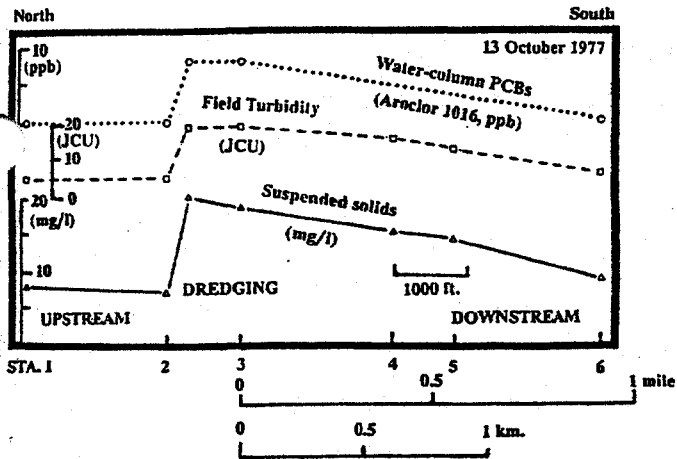 North South
13 October 1977
10
(ppb)
Water-column PCBs
(Aroclor 1016, ppb)
Field Turbidity
(JCU)
20
(JCU)
10
0
20
(mg/l)
Suspended solids
(mg/l)
10
DREDGING
1000 ft.
UPSTREAM DOWNSTREAM
STA. 1 2 3 4 5 6
0 0.5 1 mile
0 0.5 1 km.